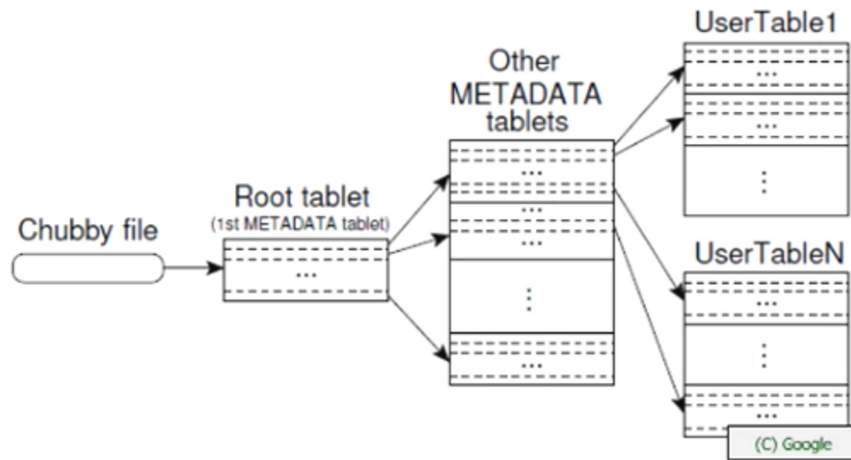 Chubby file
Root tablet
(1st METADATA tablet)
...
Other
METADATA
tablets
...
...
...
...
...
UserTable1
...
...
...
UserTableN
...
...
...
(C) Google